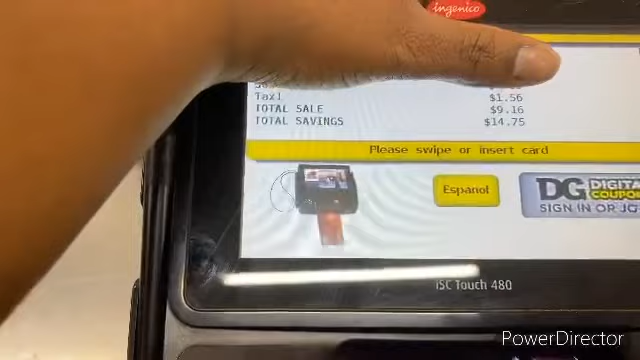 ingenico
Tax1 $1.56
TOTAL SALE $9.16
TOTAL SAVINGS $14.75
Please swipe or insert card
Espanol
DG DIGITAL
COUPO
SIGN IN OR JO
iSC Touch 480
PowerDirector